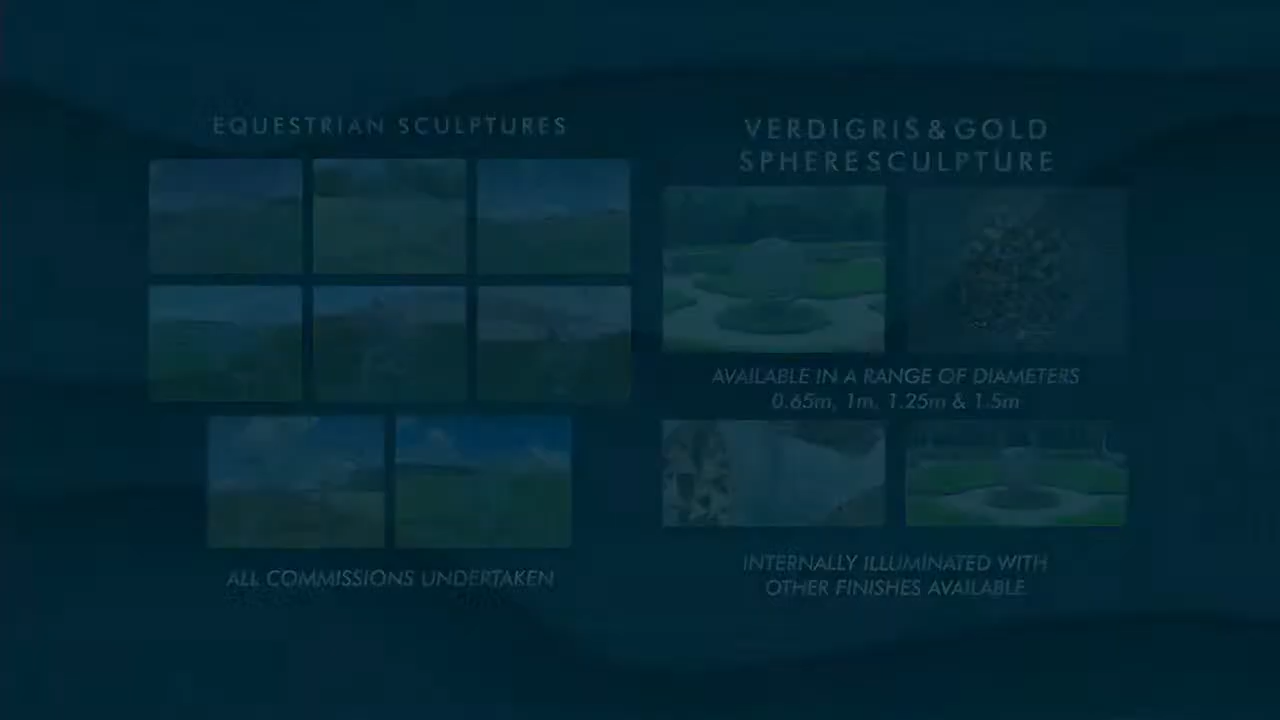 EQUESTRIAN SCULPTURES
ALL COMMISSIONS UNDERTAKEN
VERDIGRIS & GOLD
SPHERE SCULPTURE
AVAILABLE IN A RANGE OF DIAMETERS
0.65m, 1m, 1.25m & 1.5m
INTERNALLY ILLUMINATED WITH
OTHER FINISHES AVAILABLE